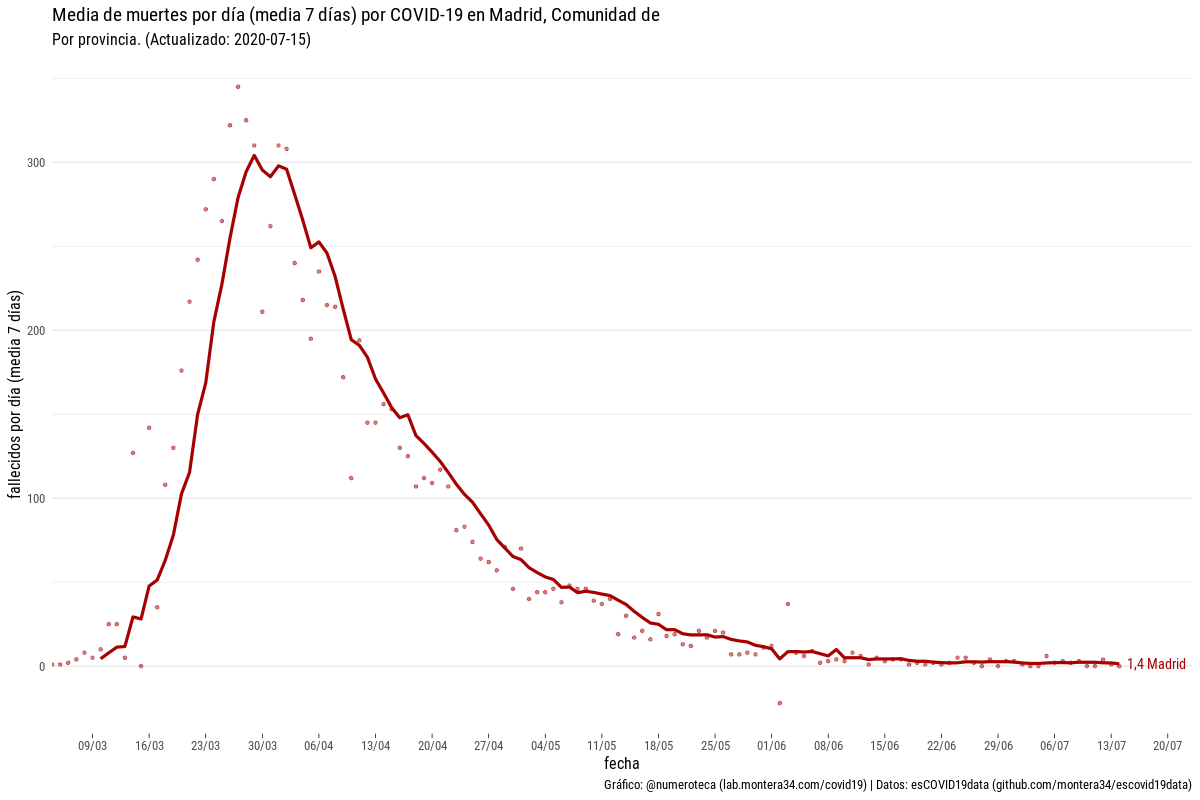 Media de muertes por día (media 7 días) por COVID-19 en Madrid, Comunidad de
Por provincia. (Actualizado: 2020-07-15)
fallecidos por día (media 7 días)
300
200
100
0
1,4 Madrid
09/03 16/03 23/03 30/03 06/04 13/04 20/04 27/04 04/05 11/05 18/05 25/05 01/06 08/06 15/06 22/06 29/06 06/07 13/07 20/07
fecha
Gráfico: @numeroteca (lab.montera34.com/covid19) | Datos: esCOVID19data (github.com/montera34/escovid19data)